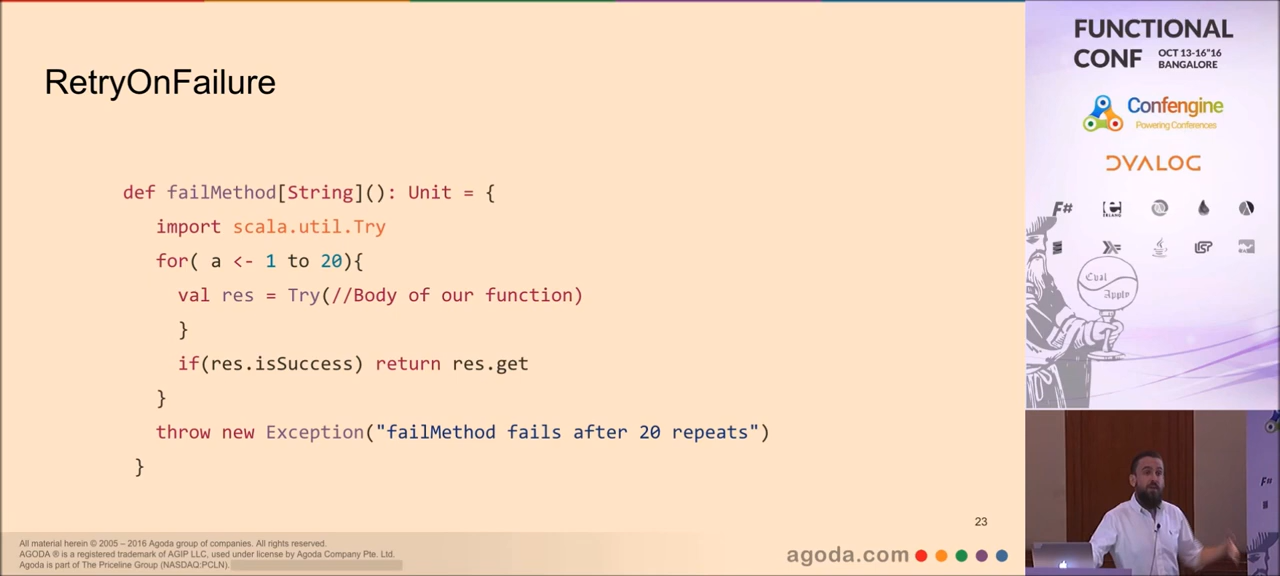 RetryOnFailure
def failMethod[String](): Unit = {
import scala.util.Try
for( a <- 1 to 20){
val res = Try(//Body of our function)
}
if(res.isSuccess) return res.get
}
throw new Exception("failMethod fails after 20 repeats")
}
23
All material herein © 2005 – 2016 Agoda group of companies. All rights reserved.
AGODA ® is a registered trademark of AGIP LLC, used under license by Agoda Company Pte. Ltd.
Agoda is part of The Priceline Group (NASDAQ:PCLN).
agoda.com
FUNCTIONAL
CONF
OCT 13-16"16
BANGALORE
Confengine
Powering Conferences
DYALOG
F#
ERLANG
LISP
Eval
Apply
F#